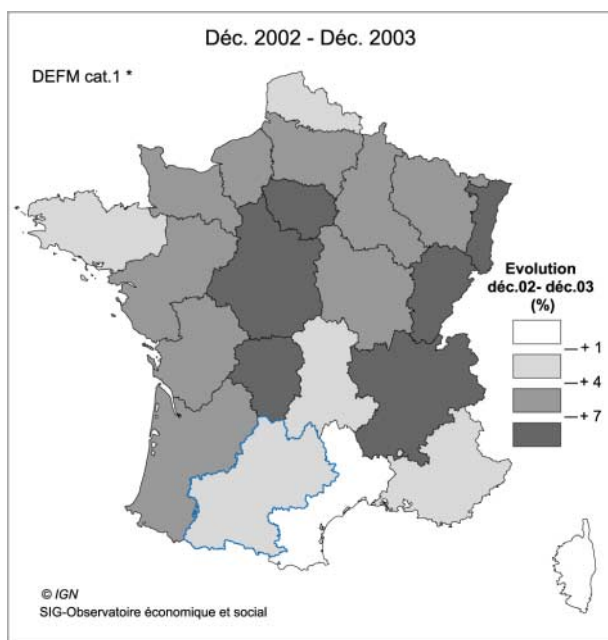 Déc. 2002 - Déc. 2003
DEFM cat.1 *
Evolution
déc.02- déc.03
(%)
+ 1
+ 4
+ 7
© IGN
SIG-Observatoire économique et social